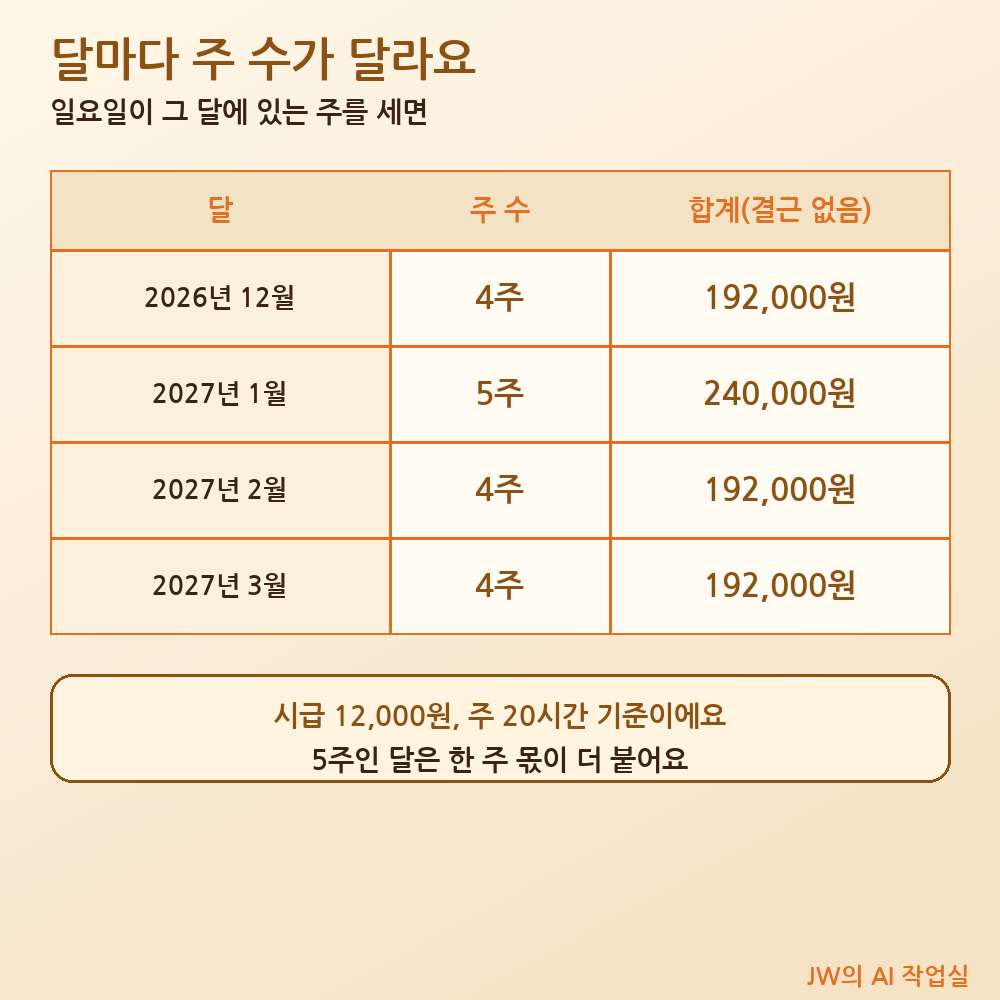 달마다 주 수가 달라요
일요일이 그 달에 있는 주를 세면
달 주 수 합계(결근 없음)
2026년 12월 4주 192,000원
2027년 1월 5주 240,000원
2027년 2월 4주 192,000원
2027년 3월 4주 192,000원
시급 12,000원, 주 20시간 기준이에요
5주인 달은 한 주 몫이 더 붙어요
JW의 AI 작업실